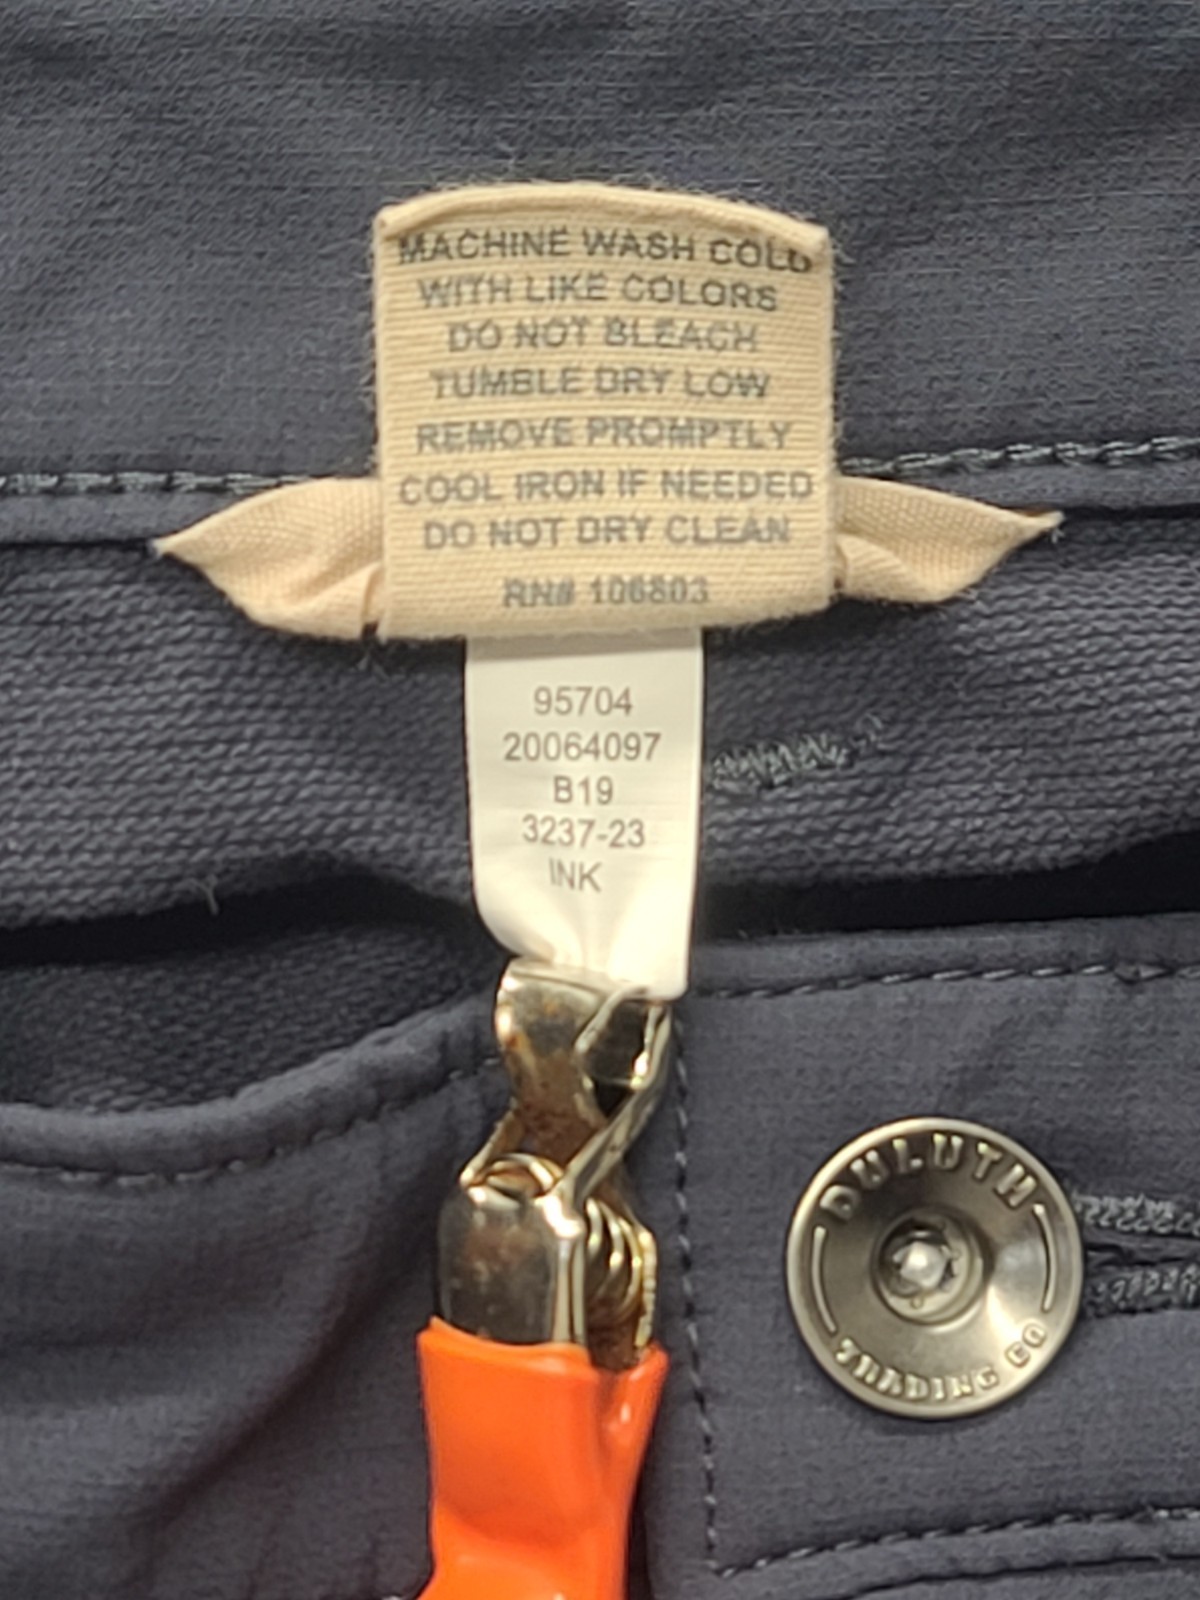 MACHINE WASH COLD
WITH LIKE COLORS
DO NOT BLEACH
TUMBLE DRY LOW
REMOVE PROMPTLY
COOL IRON IF NEEDED
DO NOT DRY CLEAN
RN# 106803
95704
20064097
B19
3237-23
INK
DULUTH
TRADING CO